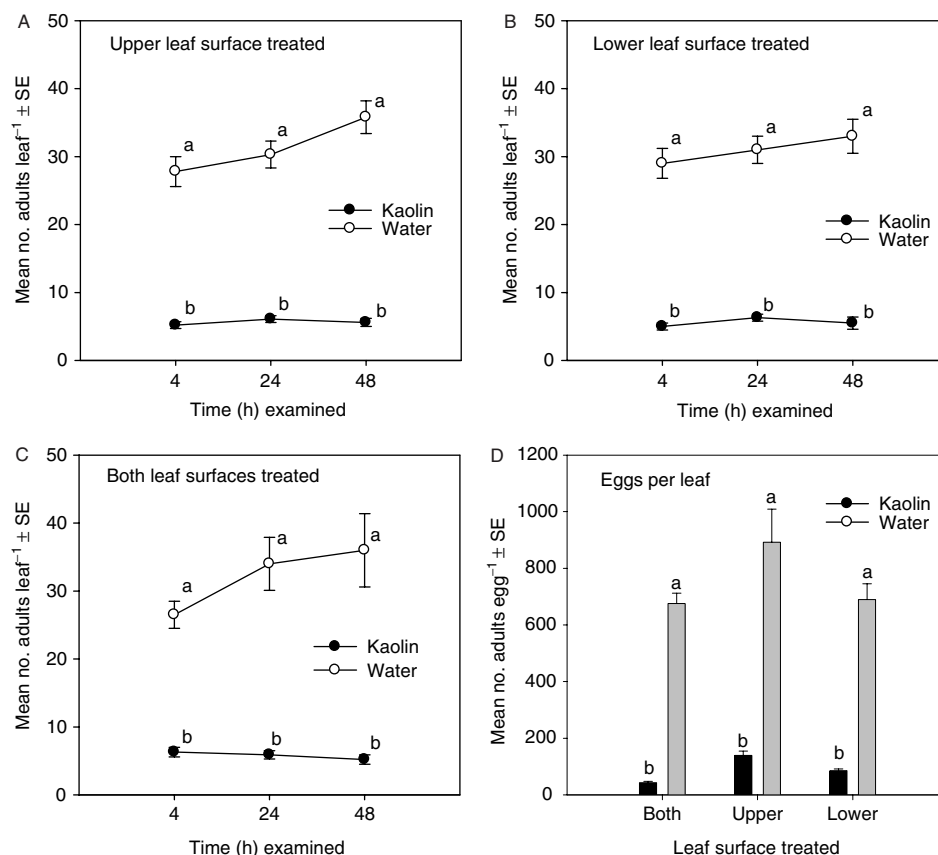 A
Upper leaf surface treated
Mean no. adults leaf⁻¹ ± SE
50
40
30
20
10
0
a
a
a
Kaolin
Water
b
b
b
4
24
48
Time (h) examined
B
Lower leaf surface treated
Mean no. adults leaf⁻¹ ± SE
50
40
30
20
10
0
a
a
a
Kaolin
Water
b
b
b
4
24
48
Time (h) examined
C
Both leaf surfaces treated
Mean no. adults leaf⁻¹ ± SE
50
40
30
20
10
0
a
a
a
Kaolin
Water
b
b
b
4
24
48
Time (h) examined
D
Eggs per leaf
Mean no. adults egg⁻¹ ± SE
1200
1000
800
600
400
200
0
Kaolin
Water
a
a
a
b
b
b
Both
Upper
Lower
Leaf surface treated